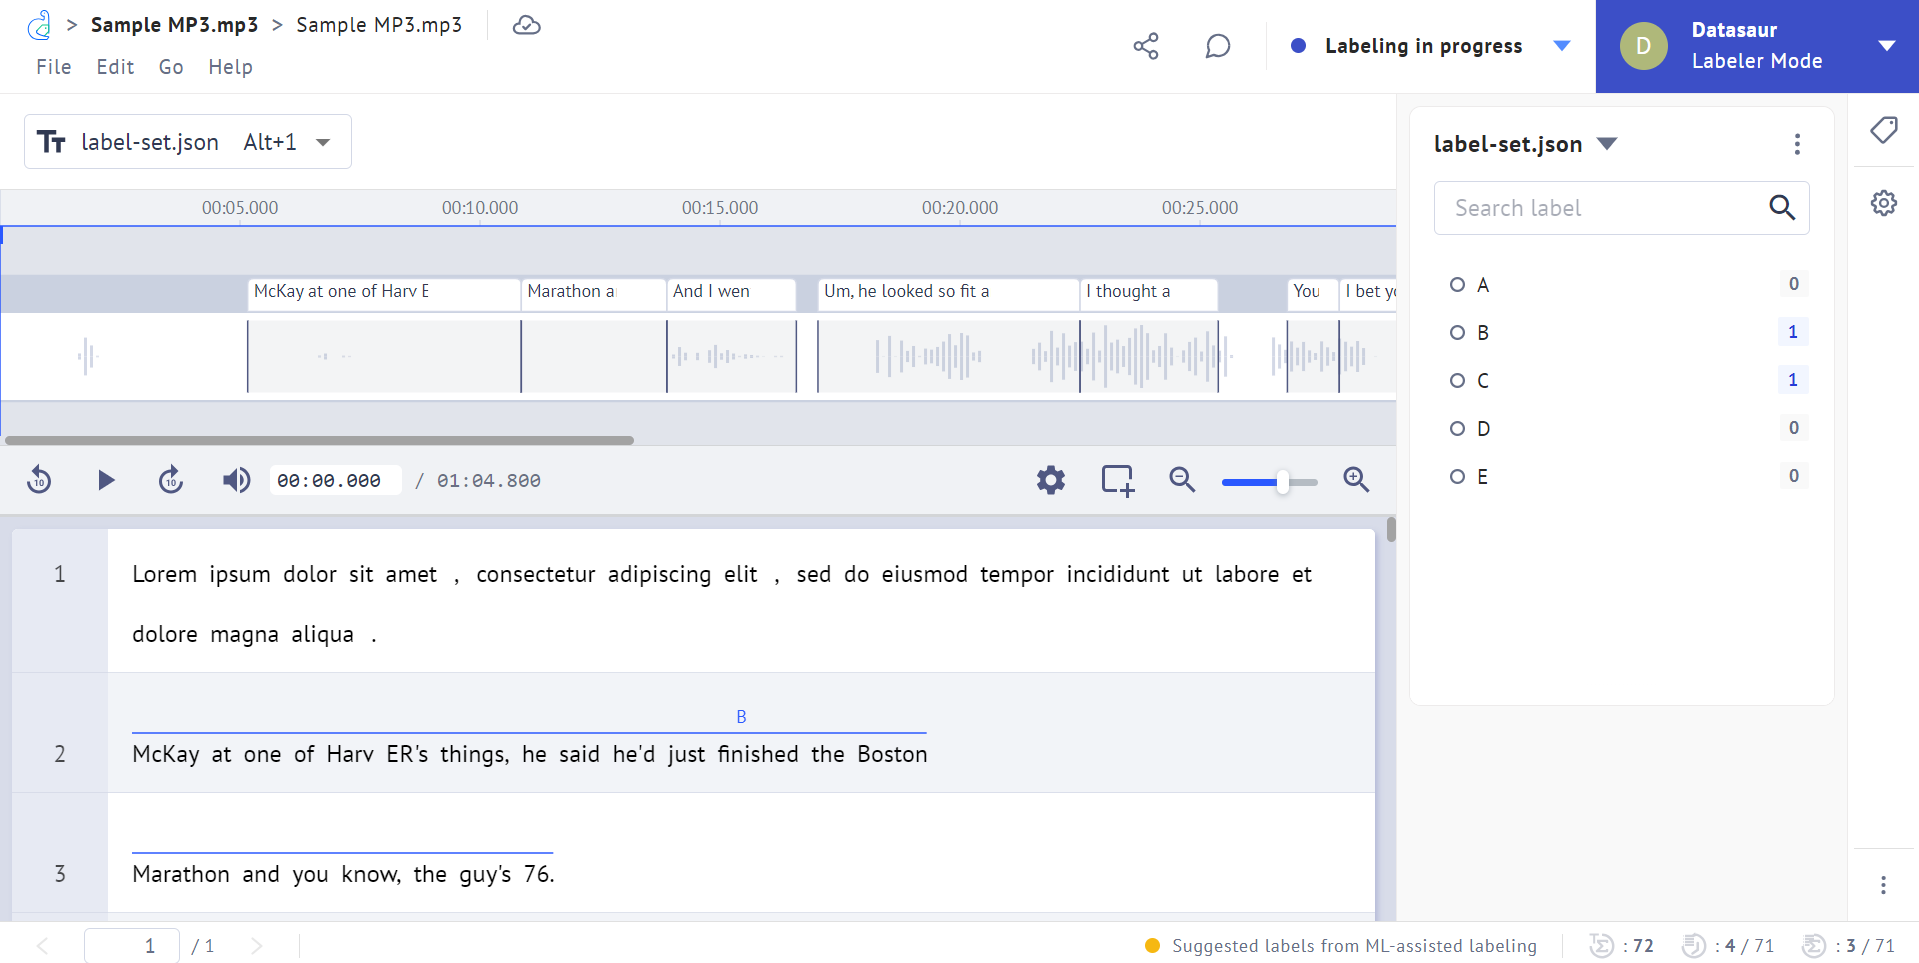 > Sample MP3.mp3 > Sample MP3.mp3
File Edit Go Help
Labeling in progress
D
Datasaur
Labeler Mode
label-set.json Alt+1
00:05.000 00:10.000 00:15.000 00:20.000 00:25.000
McKay at one of Harv E
Marathon a
And I wen
Um, he looked so fit a
I thought a
You
I bet yo
10 10 00:00.000 / 01:04.800
1 Lorem ipsum dolor sit amet , consectetur adipiscing elit , sed do eiusmod tempor incididunt ut labore et
dolore magna aliqua .
B
2 McKay at one of Harv ER's things, he said he'd just finished the Boston
3 Marathon and you know, the guy's 76.
label-set.json
Search label
A 0
B 1
C 1
D 0
E 0
1 / 1
Suggested labels from ML-assisted labeling
: 72
: 4 / 71
: 3 / 71